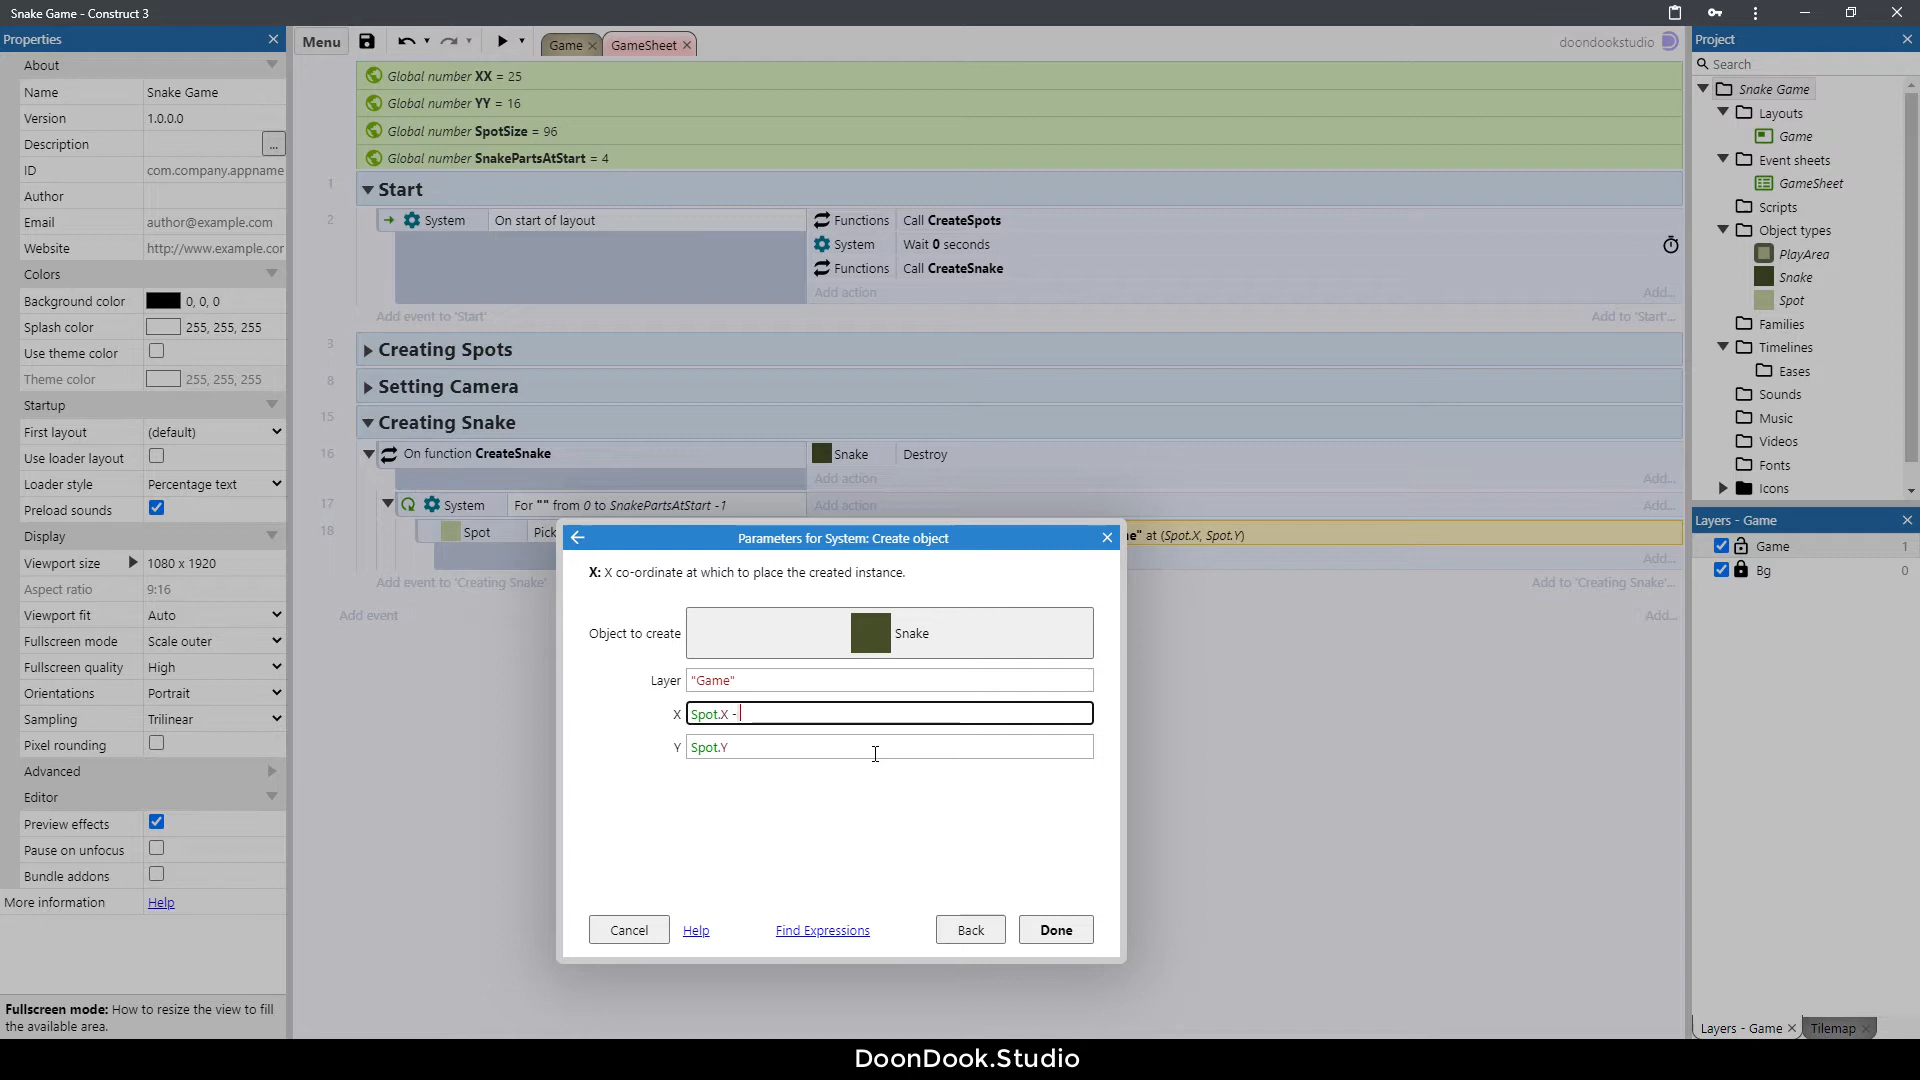 Snake Game - Construct 3
Properties
About
Name Snake Game
Version 1.0.0.0
Description ...
ID com.company.appname
Author
Email author@example.com
Website http://www.example.cor
Colors
Background color 0, 0, 0
Splash color 255, 255, 255
Use theme color
Theme color 255, 255, 255
Startup
First layout (default)
Use loader layout
Loader style Percentage text
Preload sounds
Display
Viewport size 1080 x 1920
Aspect ratio 9:16
Viewport fit Auto
Fullscreen mode Scale outer
Fullscreen quality High
Orientations Portrait
Sampling Trilinear
Pixel rounding
Advanced
Editor
Preview effects
Pause on unfocus
Bundle addons
More information Help
Fullscreen mode: How to resize the view to fill
the available area.
Menu
Game
GameSheet
doondookstudio
Global number XX = 25
Global number YY = 16
Global number SpotSize = 96
Global number SnakePartsAtStart = 4
1 Start
2 System On start of layout
Functions Call CreateSpots
System Wait 0 seconds
Functions Call CreateSnake
Add action Add...
Add event to 'Start' Add to 'Start'...
3 Creating Spots
8 Setting Camera
15 Creating Snake
16 On function CreateSnake Snake Destroy
Add action Add...
17 System For "" from 0 to SnakePartsAtStart -1 Add action Add...
18 Spot Pick
e" at (Spot.X, Spot.Y)
Add...
Add event to 'Creating Snake' Add to 'Creating Snake'...
Add event Add...
Parameters for System: Create object
X: X co-ordinate at which to place the created instance.
Object to create Snake
Layer "Game"
X Spot.X -
Y Spot.Y
Cancel Help Find Expressions Back Done
Project
Search
Snake Game
Layouts
Game
Event sheets
GameSheet
Scripts
Object types
PlayArea
Snake
Spot
Families
Timelines
Eases
Sounds
Music
Videos
Fonts
Icons
Layers - Game
Game 1
Bg 0
Layers - Game
Tilemap
DoonDook.Studio